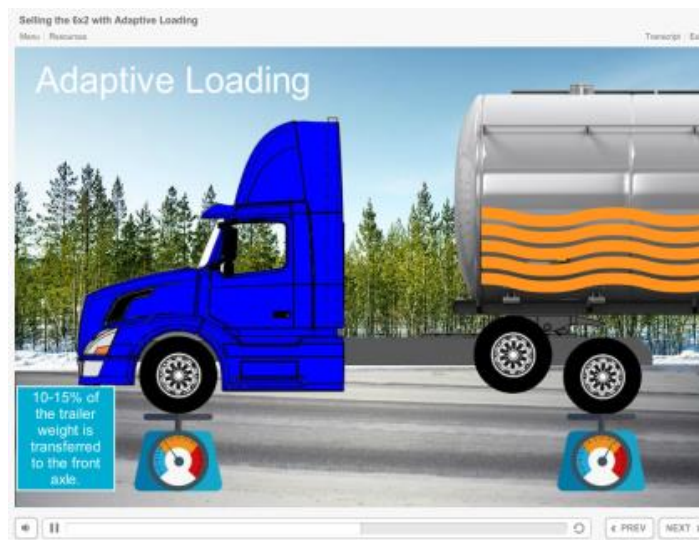 Selling the 6x2 with Adaptive Loading
Menu Resources
Transcript
Adaptive Loading
10-15% of
the trailer
weight is
transferred
to the front
axle.
PREV NEXT